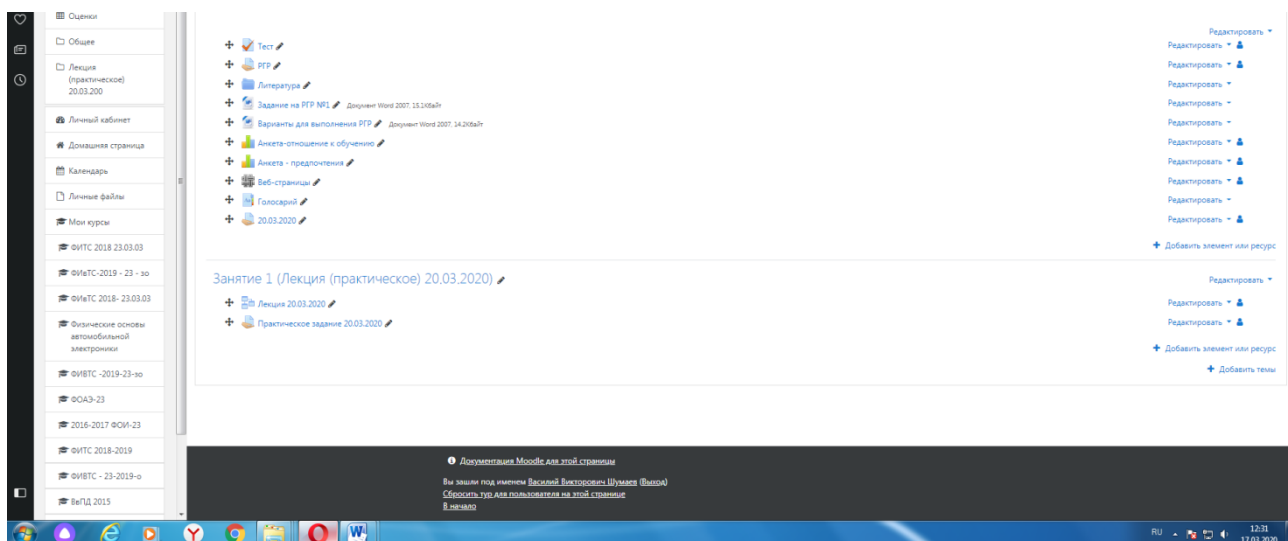 Оценки
Общее
Лекция
(практическое)
20.03.200
Личный кабинет
Домашняя страница
Календарь
Личные файлы
Мои курсы
ФИТС 2018 23.03.03
ФИвТС-2019 - 23 - зо
ФИвТС 2018- 23.03.03
Физические основы
автомобильной
электроники
ФИВТС -2019-23-зо
ФОАЭ-23
2016-2017 ФОИ-23
ФИТС 2018-2019
ФИВТС - 23-2019-о
ВвПД 2015
Редактировать
Тест Редактировать
РГР Редактировать
Литература Редактировать
Задание на РГР №1 Документ Word 2007, 15.1Кбайт Редактировать
Варианты для выполнения РГР Документ Word 2007, 14.2Кбайт Редактировать
Анкета-отношение к обучению Редактировать
Анкета - предпочтения Редактировать
Веб-страницы Редактировать
Голосарий Редактировать
20.03.2020 Редактировать
+ Добавить элемент или ресурс
Занятие 1 (Лекция (практическое) 20.03.2020) Редактировать
Лекция 20.03.2020 Редактировать
Практическое задание 20.03.2020 Редактировать
+ Добавить элемент или ресурс
+ Добавить темы
Документация Moodle для этой страницы
Вы зашли под именем Василий Викторович Шумаев (Выход)
Сбросить тур для пользователя на этой странице
В начало
RU 12:31
17.03.2020